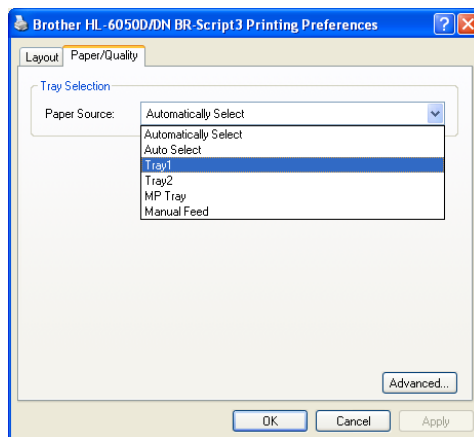 Brother HL-6050D/DN BR-Script3 Printing Preferences
Layout
Paper/Quality
Tray Selection
Paper Source:
Automatically Select
Automatically Select
Auto Select
Tray1
Tray2
MP Tray
Manual Feed
Advanced...
OK
Cancel
Apply